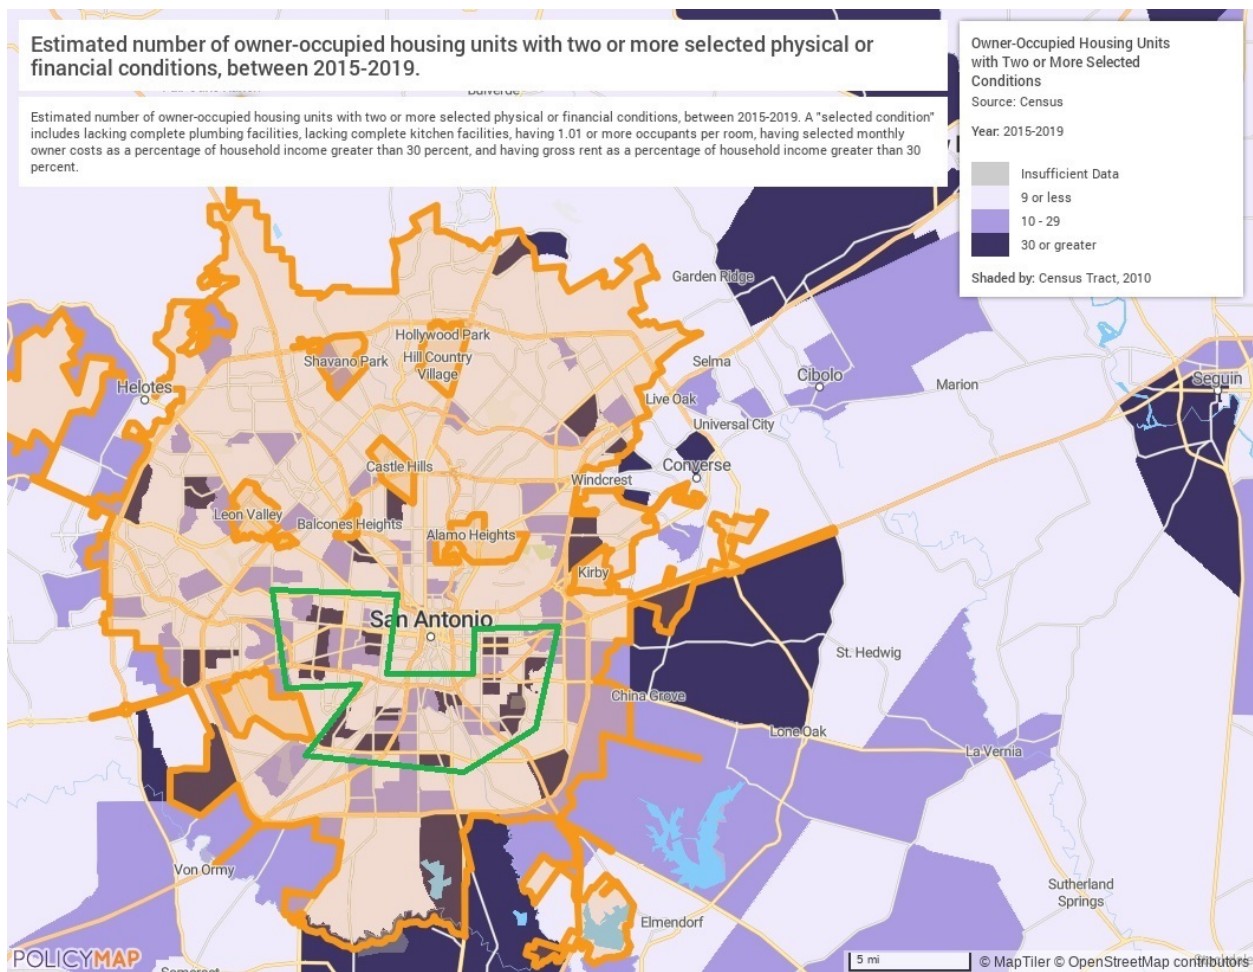 Estimated number of owner-occupied housing units with two or more selected physical or
financial conditions, between 2015-2019.
Bulverde
Estimated number of owner-occupied housing units with two or more selected physical or financial conditions, between 2015-2019. A "selected condition"
includes lacking complete plumbing facilities, lacking complete kitchen facilities, having 1.01 or more occupants per room, having selected monthly
owner costs as a percentage of household income greater than 30 percent, and having gross rent as a percentage of household income greater than 30
percent.
Owner-Occupied Housing Units
with Two or More Selected
Conditions
Source: Census
Year: 2015-2019
Insufficient Data
9 or less
10 - 29
30 or greater
Shaded by: Census Tract, 2010
Garden Ridge
Hollywood Park
Shavano Park
Hill Country
Village
Selma
Cibolo
Marion
Seguin
Helotes
Live Oak
Universal City
Castle Hills
Converse
Windcrest
Leon Valley
Balcones Heights
Alamo Heights
Kirby
San Antonio
St. Hedwig
China Grove
Lone Oak
La Vernia
Von Ormy
Sutherland
Springs
Elmendorf
Somerset
POLICYMAP
5 mi
© MapTiler © OpenStreetMap contributors